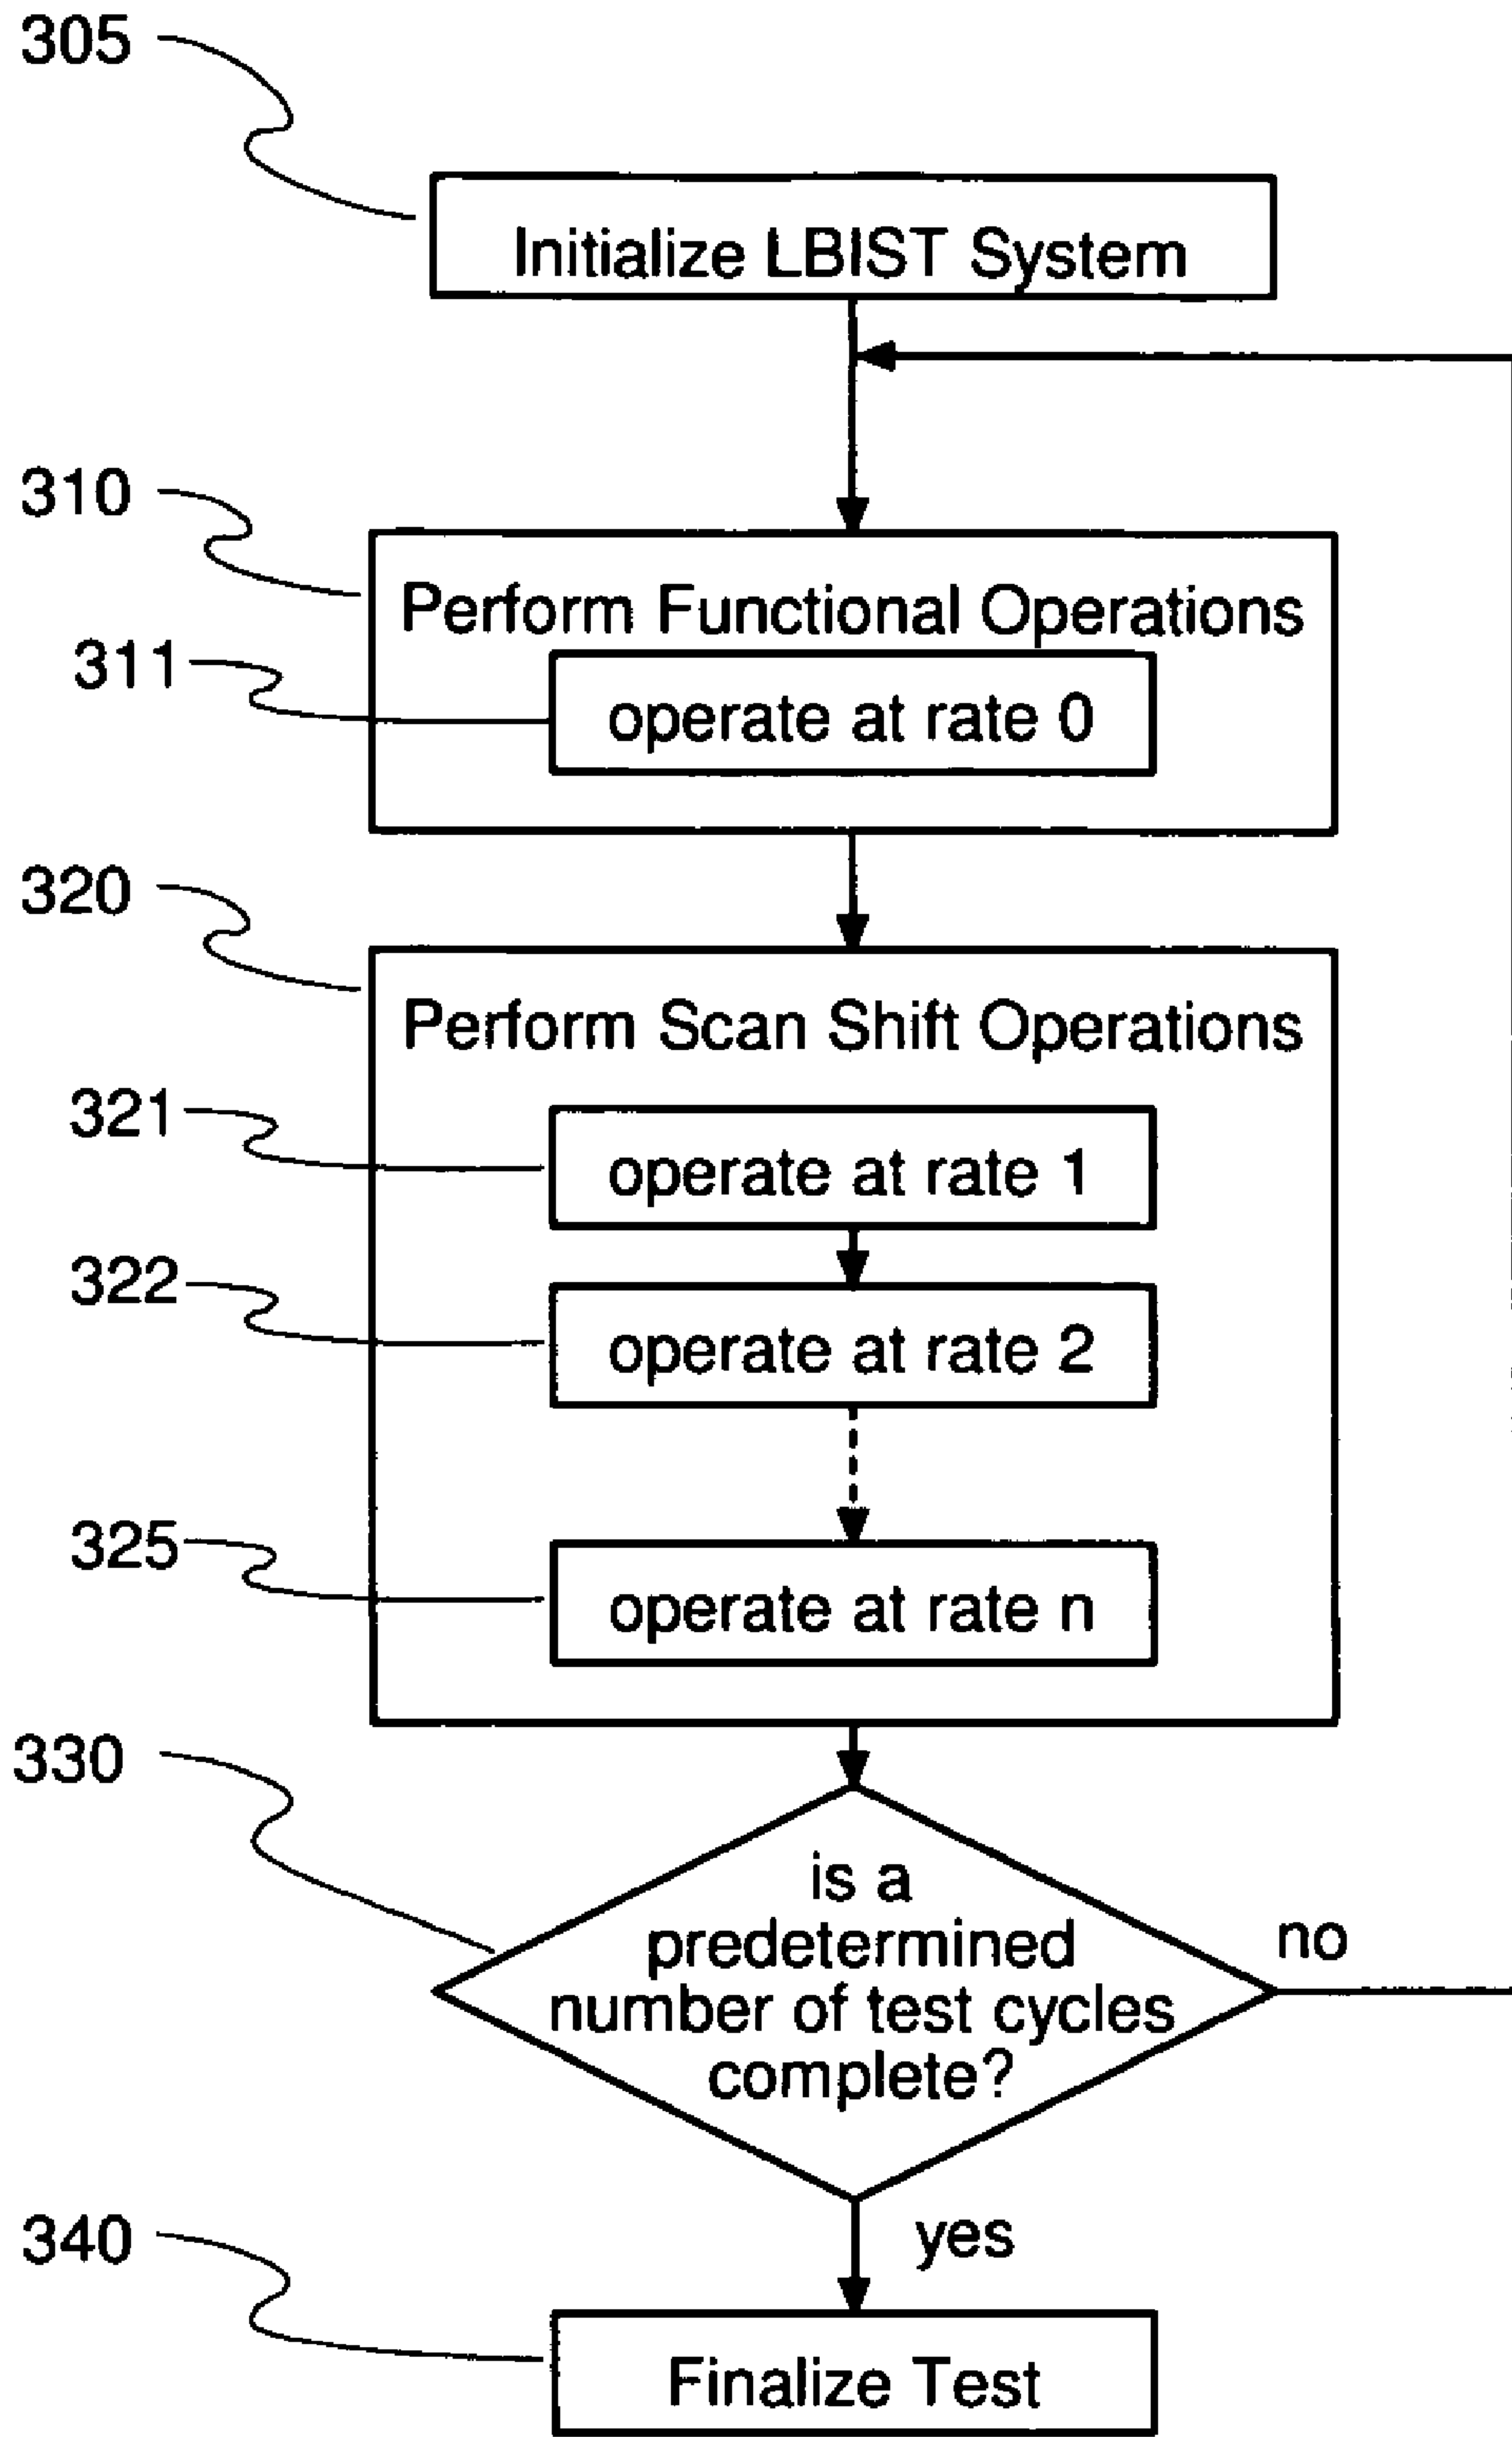 305
Initialize LBIST System
310
Perform Functional Operations
311
operate at rate 0
320
Perform Scan Shift Operations
321
operate at rate 1
322
operate at rate 2
325
operate at rate n
330
is a
predetermined
number of test cycles
complete?
no
yes
340
Finalize Test